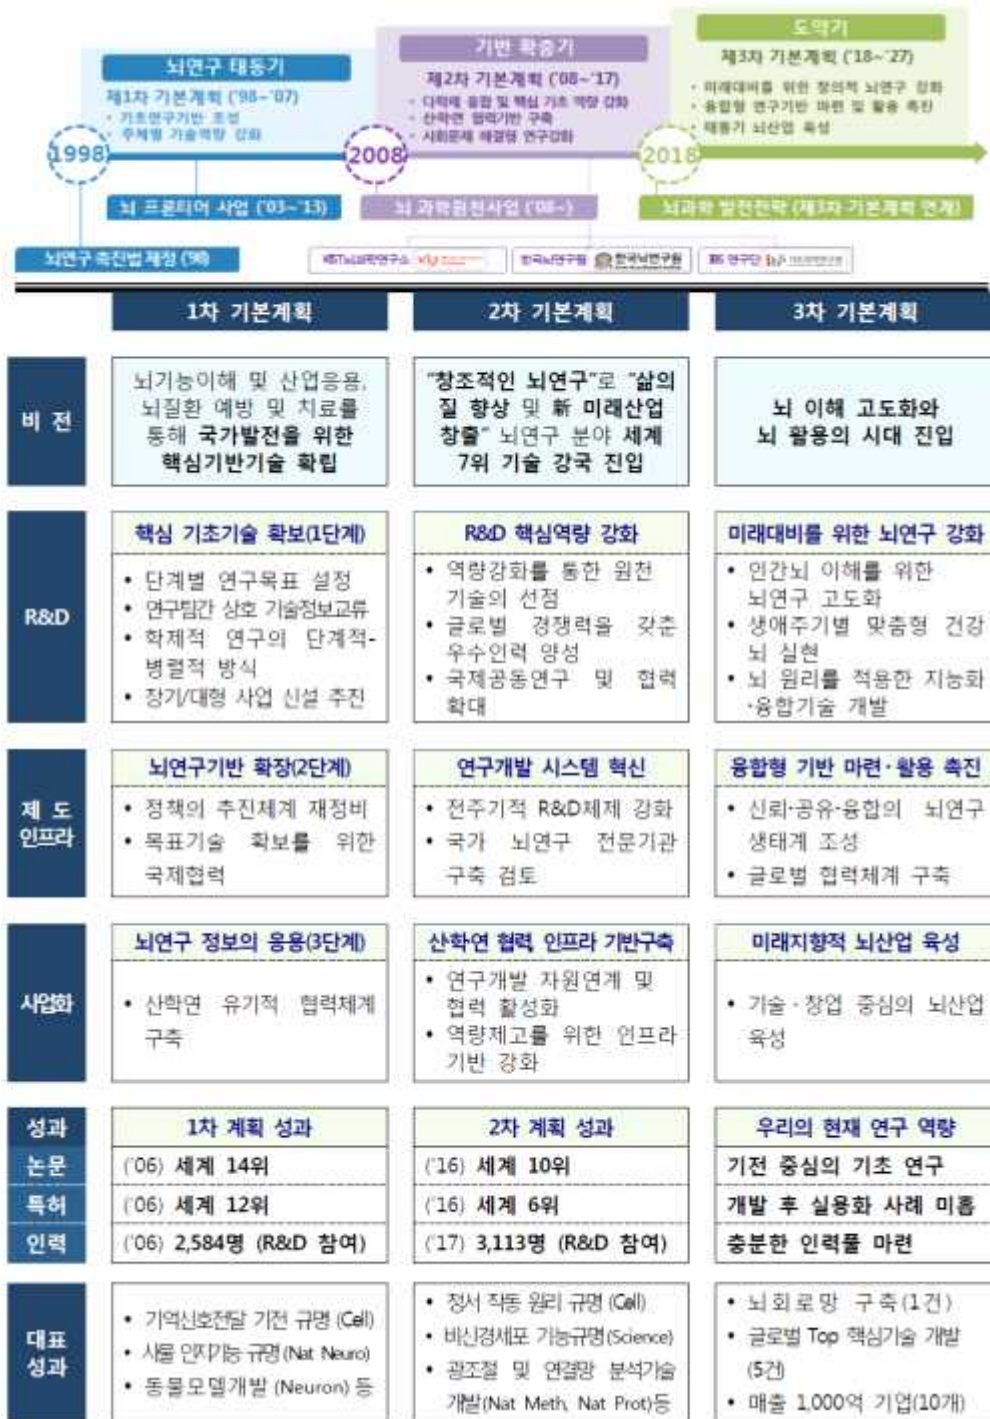 도약기
제3차 기본계획 ('18~'27)
• 미래대비를 위한 창의적 뇌연구 강화
• 융합형 연구기반 마련 및 활용 촉진
• 태동기 뇌산업 육성
기반 확충기
제2차 기본계획 ('08~'17)
• 다학제 융합 및 핵심 기초 역량 강화
• 산학연 협력기반 구축
• 사회문제 해결형 연구강화
뇌연구 태동기
제1차 기본계획 ('98~'07)
• 기초연구기반 조성
• 주체별 기술역량 강화
1998
2008
2018
뇌 프론티어 사업 ('03~'13)
뇌 과학원천사업 ('08~)
뇌과학 발전전략 (제3차 기본계획 연계)
뇌연구 촉진법 제정 ('98)
KIST뇌과학연구소
한국뇌연구원
한국뇌연구원
IBS 연구단
1차 기본계획
2차 기본계획
3차 기본계획
비 전
뇌기능이해 및 산업응용,
뇌질환 예방 및 치료를
통해 국가발전을 위한
핵심기반기술 확립
"창조적인 뇌연구"로 "삶의
질 향상 및 新 미래산업
창출" 뇌연구 분야 세계
7위 기술 강국 진입
뇌 이해 고도화와
뇌 활용의 시대 진입
R&D
핵심 기초기술 확보(1단계)
• 단계별 연구목표 설정
• 연구팀간 상호 기술정보교류
• 학제적 연구의 단계적-
병렬적 방식
• 장기/대형 사업 신설 추진
R&D 핵심역량 강화
• 역량강화를 통한 원천
기술의 선점
• 글로벌 경쟁력을 갖춘
우수인력 양성
• 국제공동연구 및 협력
확대
미래대비를 위한 뇌연구 강화
• 인간뇌 이해를 위한
뇌연구 고도화
• 생애주기별 맞춤형 건강
뇌 실현
• 뇌 원리를 적용한 지능화
·융합기술 개발
제 도
인프라
뇌연구기반 확장(2단계)
• 정책의 추진체계 재정비
• 목표기술 확보를 위한
국제협력
연구개발 시스템 혁신
• 전주기적 R&D체제 강화
• 국가 뇌연구 전문기관
구축 검토
융합형 기반 마련·활용 촉진
• 신뢰·공유·융합의 뇌연구
생태계 조성
• 글로벌 협력체계 구축
사업화
뇌연구 정보의 응용(3단계)
• 산학연 유기적 협력체계
구축
산학연 협력 인프라 기반구축
• 연구개발 자원연계 및
협력 활성화
• 역량제고를 위한 인프라
기반 강화
미래지향적 뇌산업 육성
• 기술·창업 중심의 뇌산업
육성
성과
1차 계획 성과
2차 계획 성과
우리의 현재 연구 역량
논문
('06) 세계 14위
('16) 세계 10위
기전 중심의 기초 연구
특허
('06) 세계 12위
('16) 세계 6위
개발 후 실용화 사례 미흡
인력
('06) 2,584명 (R&D 참여)
('17) 3,113명 (R&D 참여)
충분한 인력풀 마련
대표
성과
• 기억신호전달 기전 규명 (Cell)
• 사물 인지기능 규명(Nat Neuro)
• 동물모델개발 (Neuron) 등
• 정서 작동 원리 규명 (Cell)
• 비신경세포 기능규명(Science)
• 광조절 및 연결망 분석기술
개발(Nat Meth, Nat Prot)등
• 뇌회로망 구축(1건)
• 글로벌 Top 핵심기술 개발
(5건)
• 매출 1,000억 기업(10개)